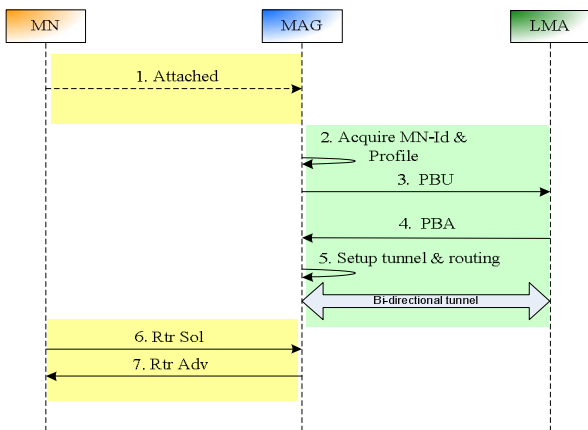 MN
MAG
LMA
1. Attached
2. Acquire MN-Id &
Profile
3. PBU
4. PBA
5. Setup tunnel & routing
Bi-directional tunnel
6. Rtr Sol
7. Rtr Adv